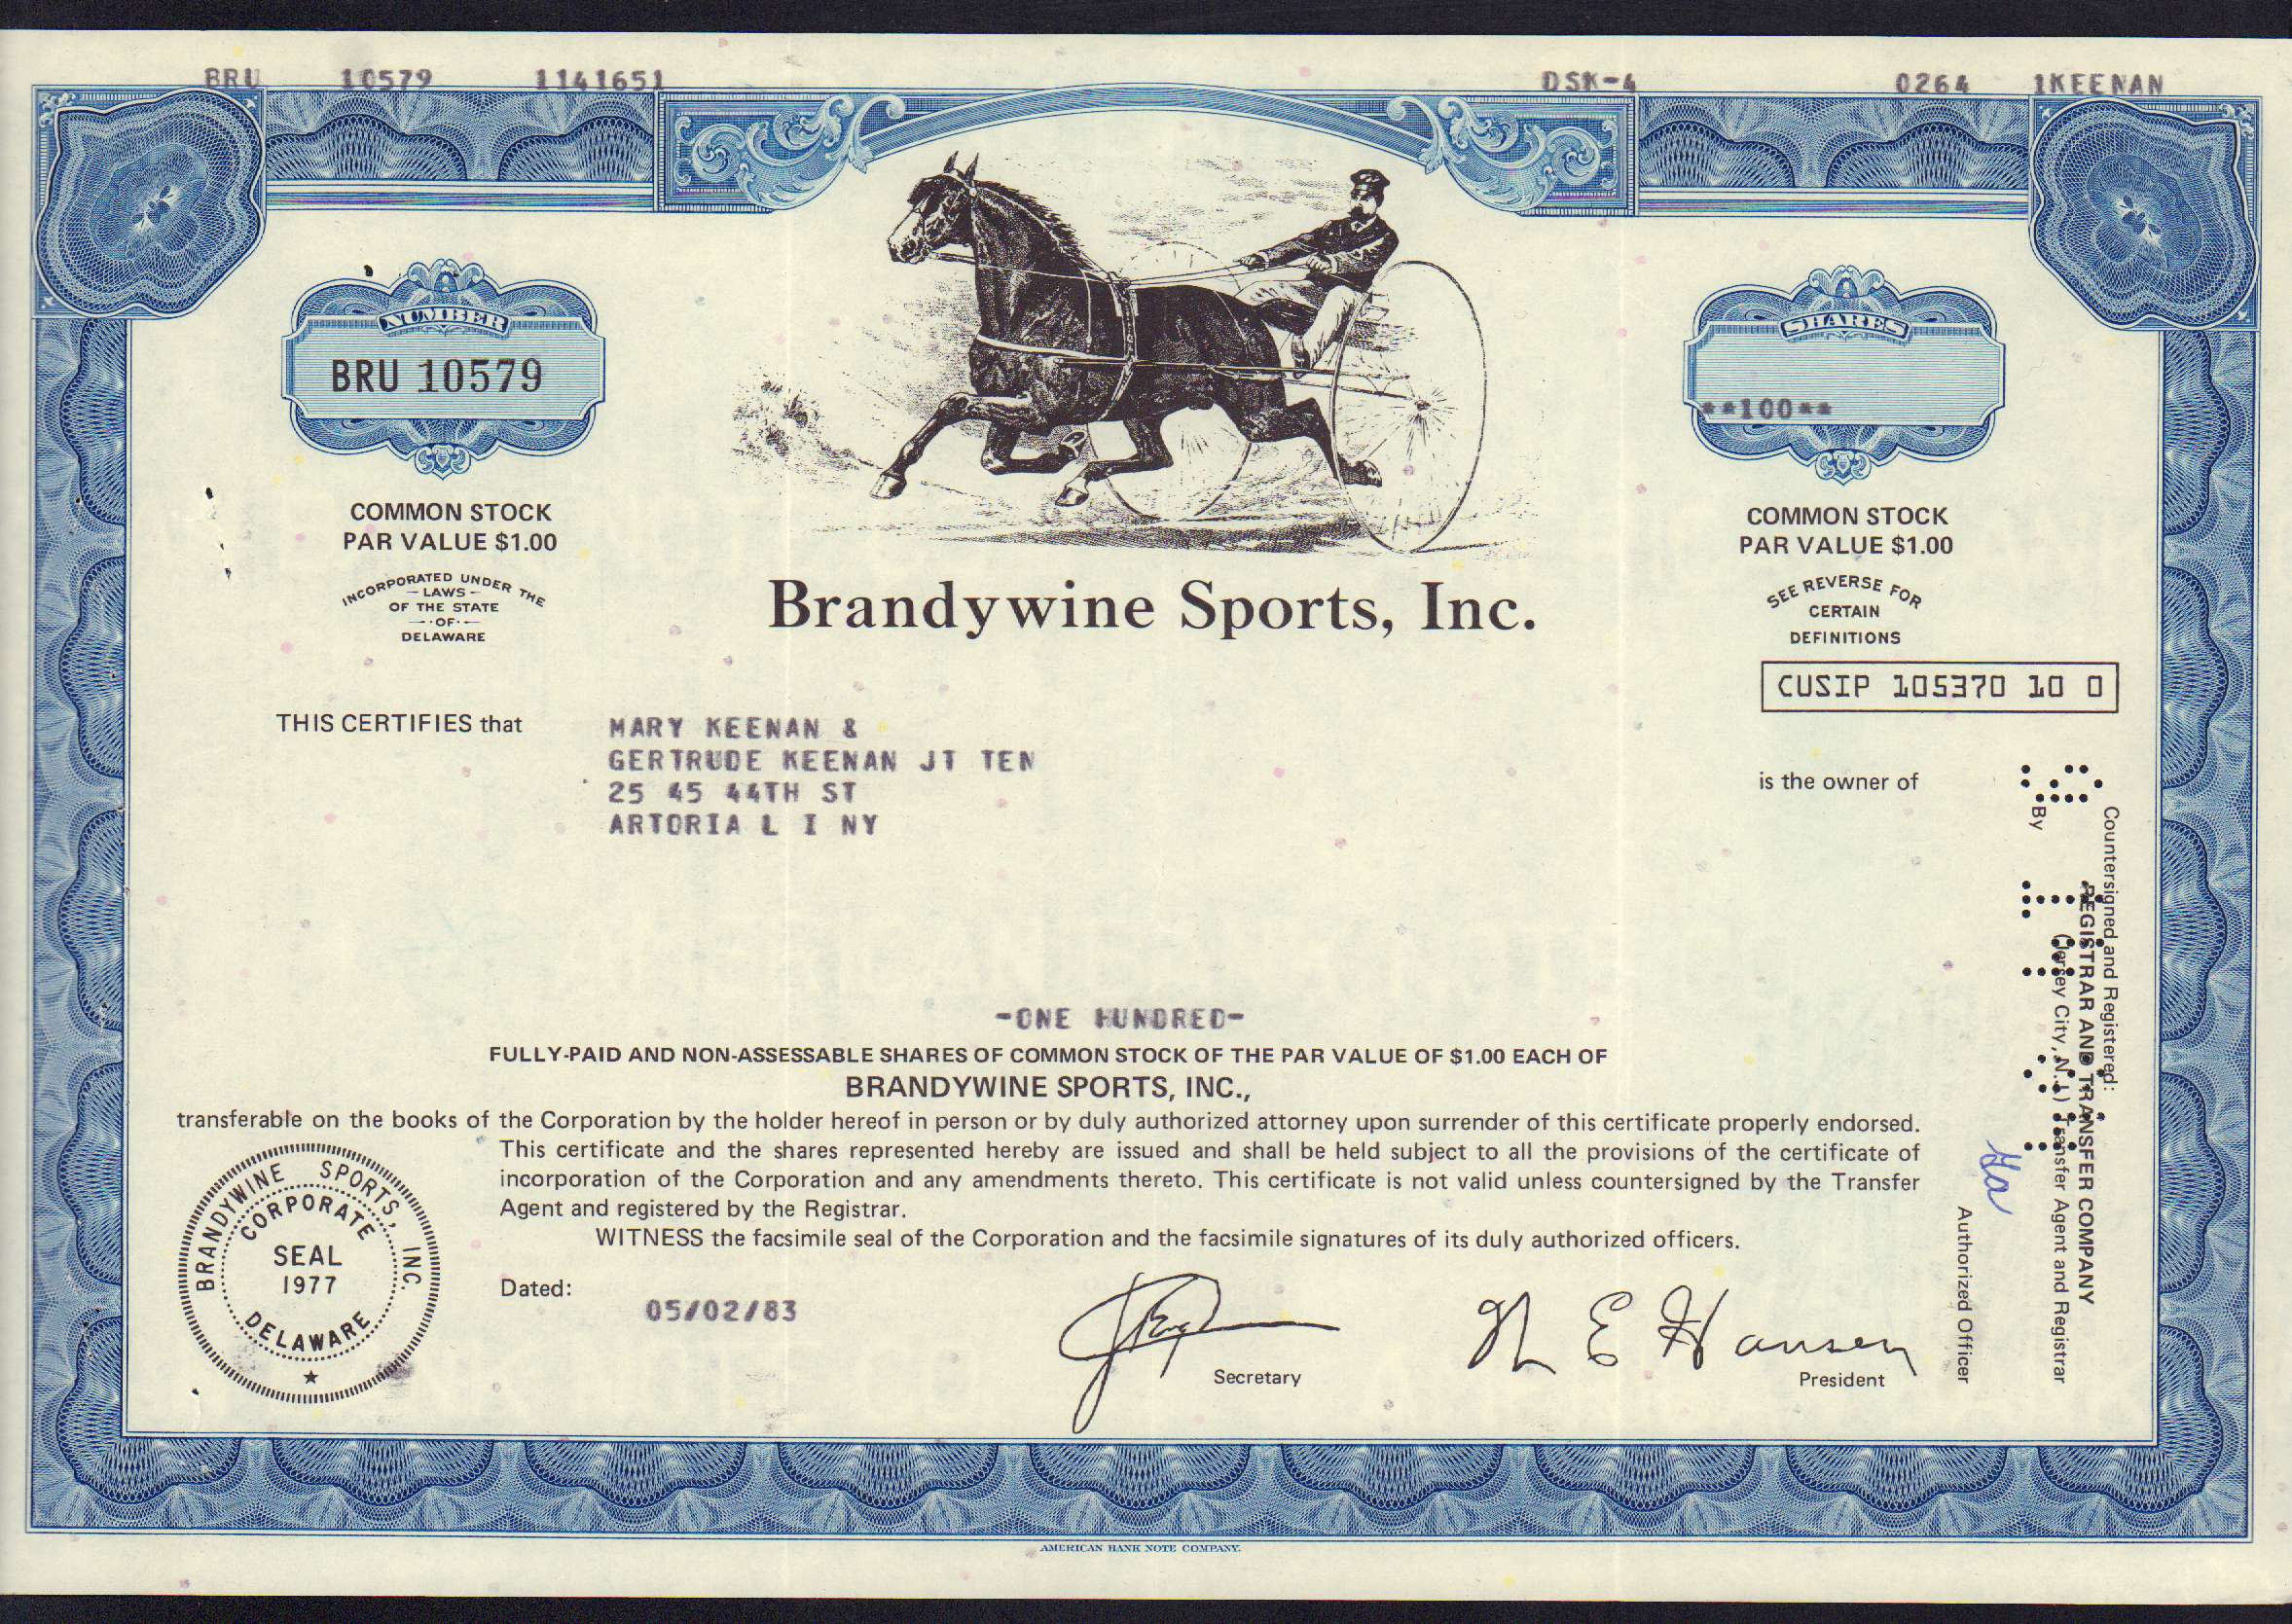 BRU 10579 1141651 DSK-4 0264 1KEENAN
NUMBER
BRU 10579
SHARES
**100**
COMMON STOCK
PAR VALUE $1.00
INCORPORATED UNDER THE
LAWS
OF THE STATE
OF
DELAWARE
COMMON STOCK
PAR VALUE $1.00
SEE REVERSE FOR
CERTAIN
DEFINITIONS
Brandywine Sports, Inc.
CUSIP 105370 10 0
THIS CERTIFIES that
MARY KEENAN &
GERTRUDE KEENAN JT TEN
25 45 44TH ST
ARTORIA L I NY
is the owner of
-ONE HUNDRED-
FULLY-PAID AND NON-ASSESSABLE SHARES OF COMMON STOCK OF THE PAR VALUE OF $1.00 EACH OF
BRANDYWINE SPORTS, INC.,
transferable on the books of the Corporation by the holder hereof in person or by duly authorized attorney upon surrender of this certificate properly endorsed.
This certificate and the shares represented hereby are issued and shall be held subject to all the provisions of the certificate of
incorporation of the Corporation and any amendments thereto. This certificate is not valid unless countersigned by the Transfer
Agent and registered by the Registrar.
WITNESS the facsimile seal of the Corporation and the facsimile signatures of its duly authorized officers.
Dated:
05/02/83
BRANDYWINE SPORTS, INC.
CORPORATE
SEAL
1977
DELAWARE
Secretary
N E Hansen
President
Countersigned and Registered:
REGISTRAR AND TRANSFER COMPANY
(Jersey City, N.J.) Transfer Agent and Registrar
By
Authorized Officer
AMERICAN BANK NOTE COMPANY.